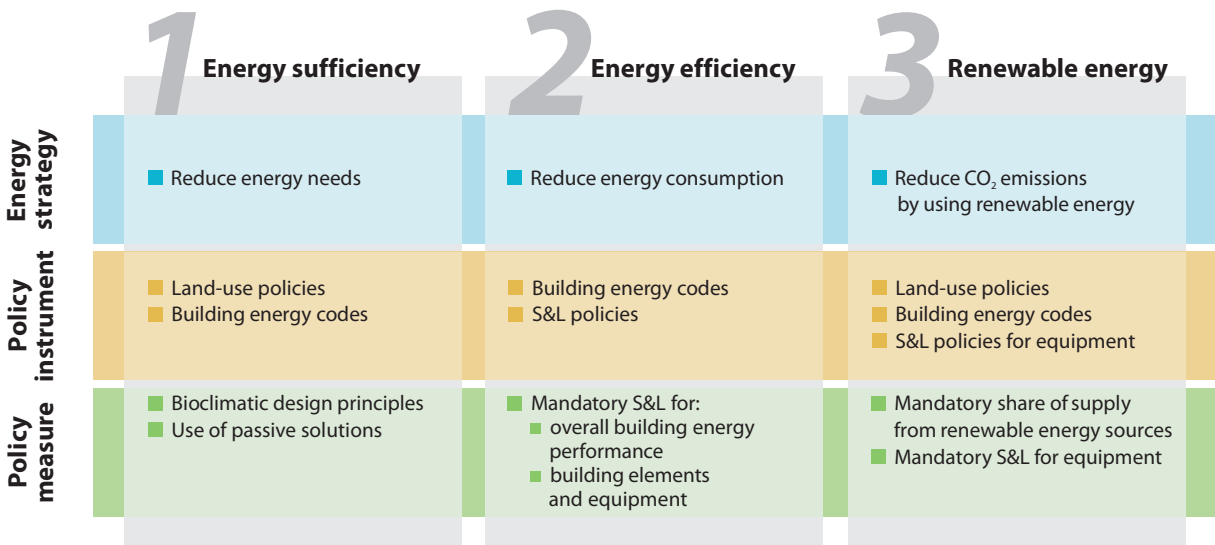 1 Energy sufficiency
2 Energy efficiency
3 Renewable energy
Energy
strategy
Reduce energy needs
Reduce energy consumption
Reduce CO₂ emissions
by using renewable energy
Policy
instrument
Land-use policies
Building energy codes
Building energy codes
S&L policies
Land-use policies
Building energy codes
S&L policies for equipment
Policy
measure
Bioclimatic design principles
Use of passive solutions
Mandatory S&L for:
overall building energy
performance
building elements
and equipment
Mandatory share of supply
from renewable energy sources
Mandatory S&L for equipment